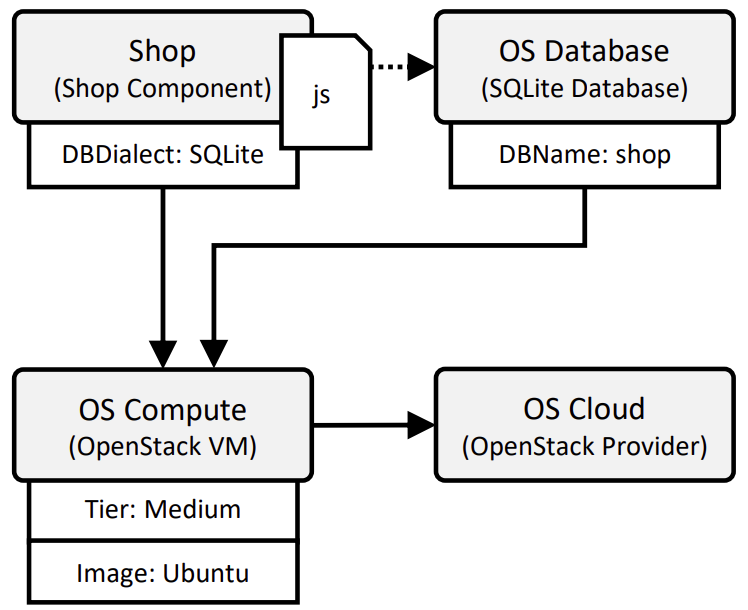 Shop
(Shop Component)
js
DBDialect: SQLite
OS Database
(SQLite Database)
DBName: shop
OS Compute
(OpenStack VM)
Tier: Medium
Image: Ubuntu
OS Cloud
(OpenStack Provider)